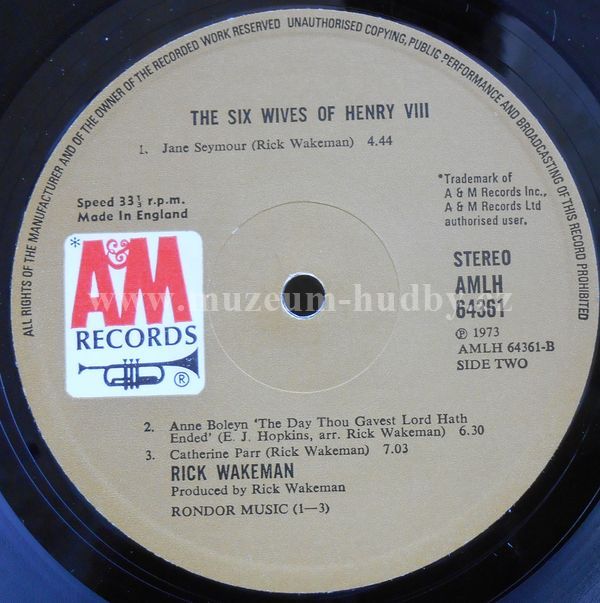 ALL RIGHTS OF THE MANUFACTURER AND OF THE OWNER OF THE RECORDED WORK RESERVED UNAUTHORISED COPYING, PUBLIC PERFORMANCE AND BROADCASTING OF THIS RECORD PROHIBITED
THE SIX WIVES OF HENRY VIII
1. Jane Seymour (Rick Wakeman) 4.44
Speed 33⅓ r.p.m.
Made In England
*Trademark of
A & M Records Inc.,
A & M Records Ltd
authorised user.
*
A&M
RECORDS
®
STEREO
AMLH
64361
℗ 1973
AMLH 64361-B
SIDE TWO
www.muzeum-hudby.cz
2. Anne Boleyn 'The Day Thou Gavest Lord Hath
Ended' (E. J. Hopkins, arr. Rick Wakeman) 6.30
3. Catherine Parr (Rick Wakeman) 7.03
RICK WAKEMAN
Produced by Rick Wakeman
RONDOR MUSIC (1—3)